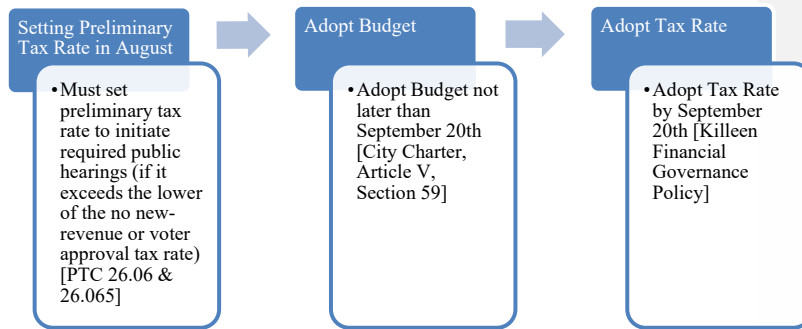 Setting Preliminary
Tax Rate in August
•Must set
preliminary tax
rate to initiate
required public
hearings (if it
exceeds the lower
of the no new-
revenue or voter
approval tax rate)
[PTC 26.06 &
26.065]
Adopt Budget
•Adopt Budget not
later than
September 20th
[City Charter,
Article V,
Section 59]
Adopt Tax Rate
•Adopt Tax Rate
by September
20th [Killeen
Financial
Governance
Policy]